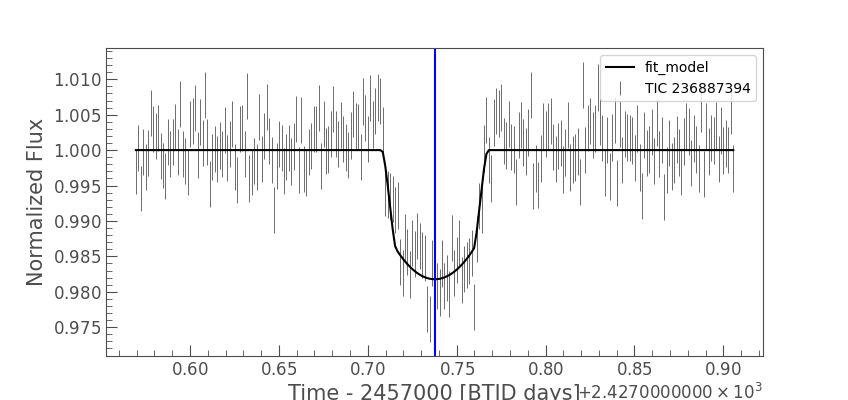 Normalized Flux
1.010
1.005
1.000
0.995
0.990
0.985
0.980
0.975
fit_model
TIC 236887394
0.60 0.65 0.70 0.75 0.80 0.85 0.90
Time - 2457000 [BTJD days]
+2.4270000000 × 10³